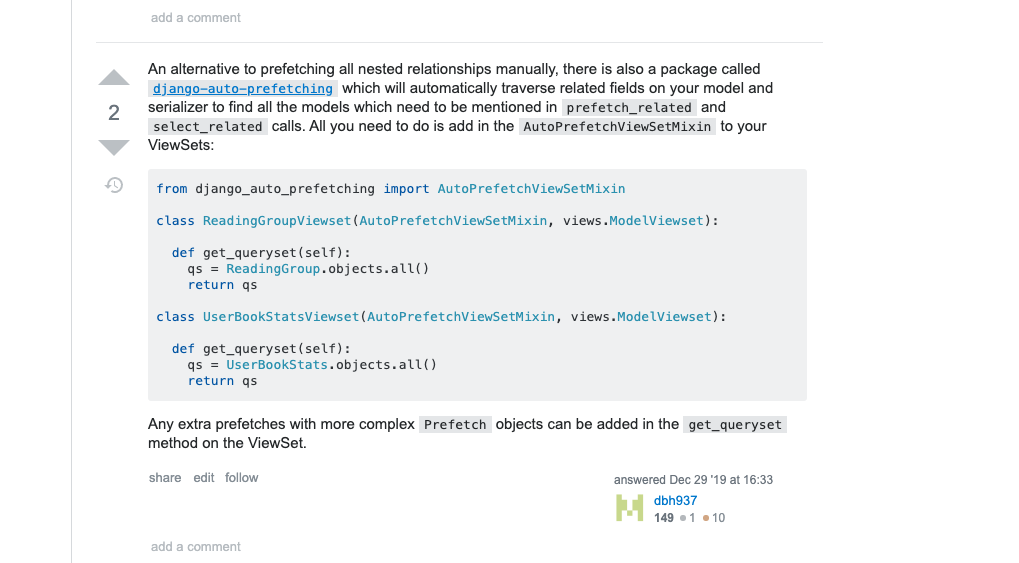 add a comment
An alternative to prefetching all nested relationships manually, there is also a package called
django-auto-prefetching which will automatically traverse related fields on your model and
2
serializer to find all the models which need to be mentioned in prefetch_related and
select_related calls. All you need to do is add in the AutoPrefetchViewSetMixin to your
ViewSets:
from django_auto_prefetching import AutoPrefetchViewSetMixin
class ReadingGroupViewset(AutoPrefetchViewSetMixin, views.ModelViewset):
  def get_queryset(self):
    qs = ReadingGroup.objects.all()
    return qs
class UserBookStatsViewset(AutoPrefetchViewSetMixin, views.ModelViewset):
  def get_queryset(self):
    qs = UserBookStats.objects.all()
    return qs
Any extra prefetches with more complex Prefetch objects can be added in the get_queryset
method on the ViewSet.
share edit follow
answered Dec 29 '19 at 16:33
dbh937
149 ● 1 ● 10
add a comment